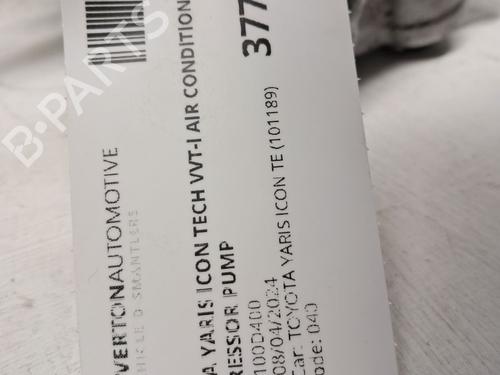 VERTONAUTOMOTIVE
HICLE DISMANTLERS
A YARIS ICON TECH VVT-I AIR CONDITION
RESSOR PUMP
377
100D400
08/04/2024
Car: TOYOTA YARIS ICON TE (101189)
ode: 040
B-PARTS